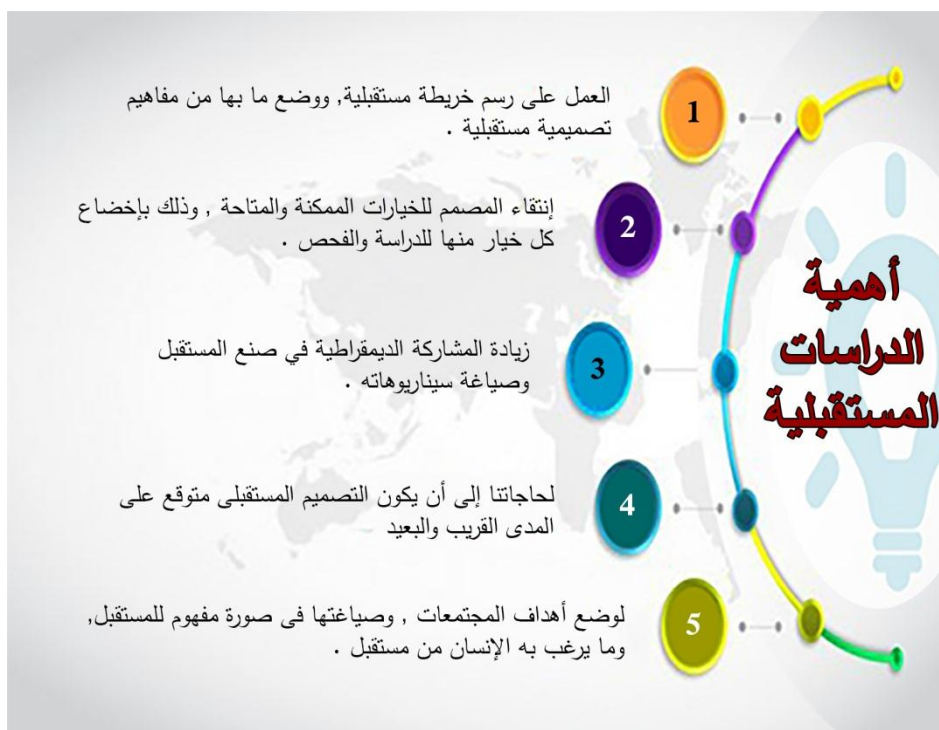 أهمية
الدراسات
المستقبلية
1
العمل على رسم خريطة مستقبلية, ووضع ما بها من مفاهيم
تصميمية مستقبلية .
2
إنتقاء المصمم للخيارات الممكنة والمتاحة , وذلك بإخضاع
كل خيار منها للدراسة والفحص .
3
زيادة المشاركة الديمقراطية في صنع المستقبل
وصياغة سيناريوهاته .
4
لحاجاتنا إلى أن يكون التصميم المستقبلى متوقع على
المدى القريب والبعيد
5
لوضع أهداف المجتمعات , وصياغتها فى صورة مفهوم للمستقبل,
وما يرغب به الإنسان من مستقبل .